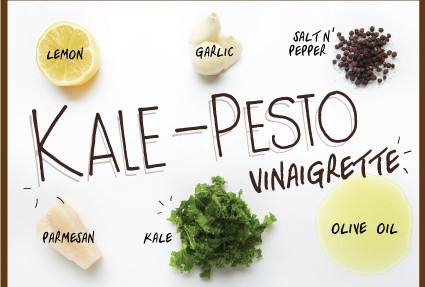 LEMON
GARLIC
SALT N'
PEPPER
KALE-PESTO
VINAIGRETTE
PARMESAN
KALE
OLIVE OIL